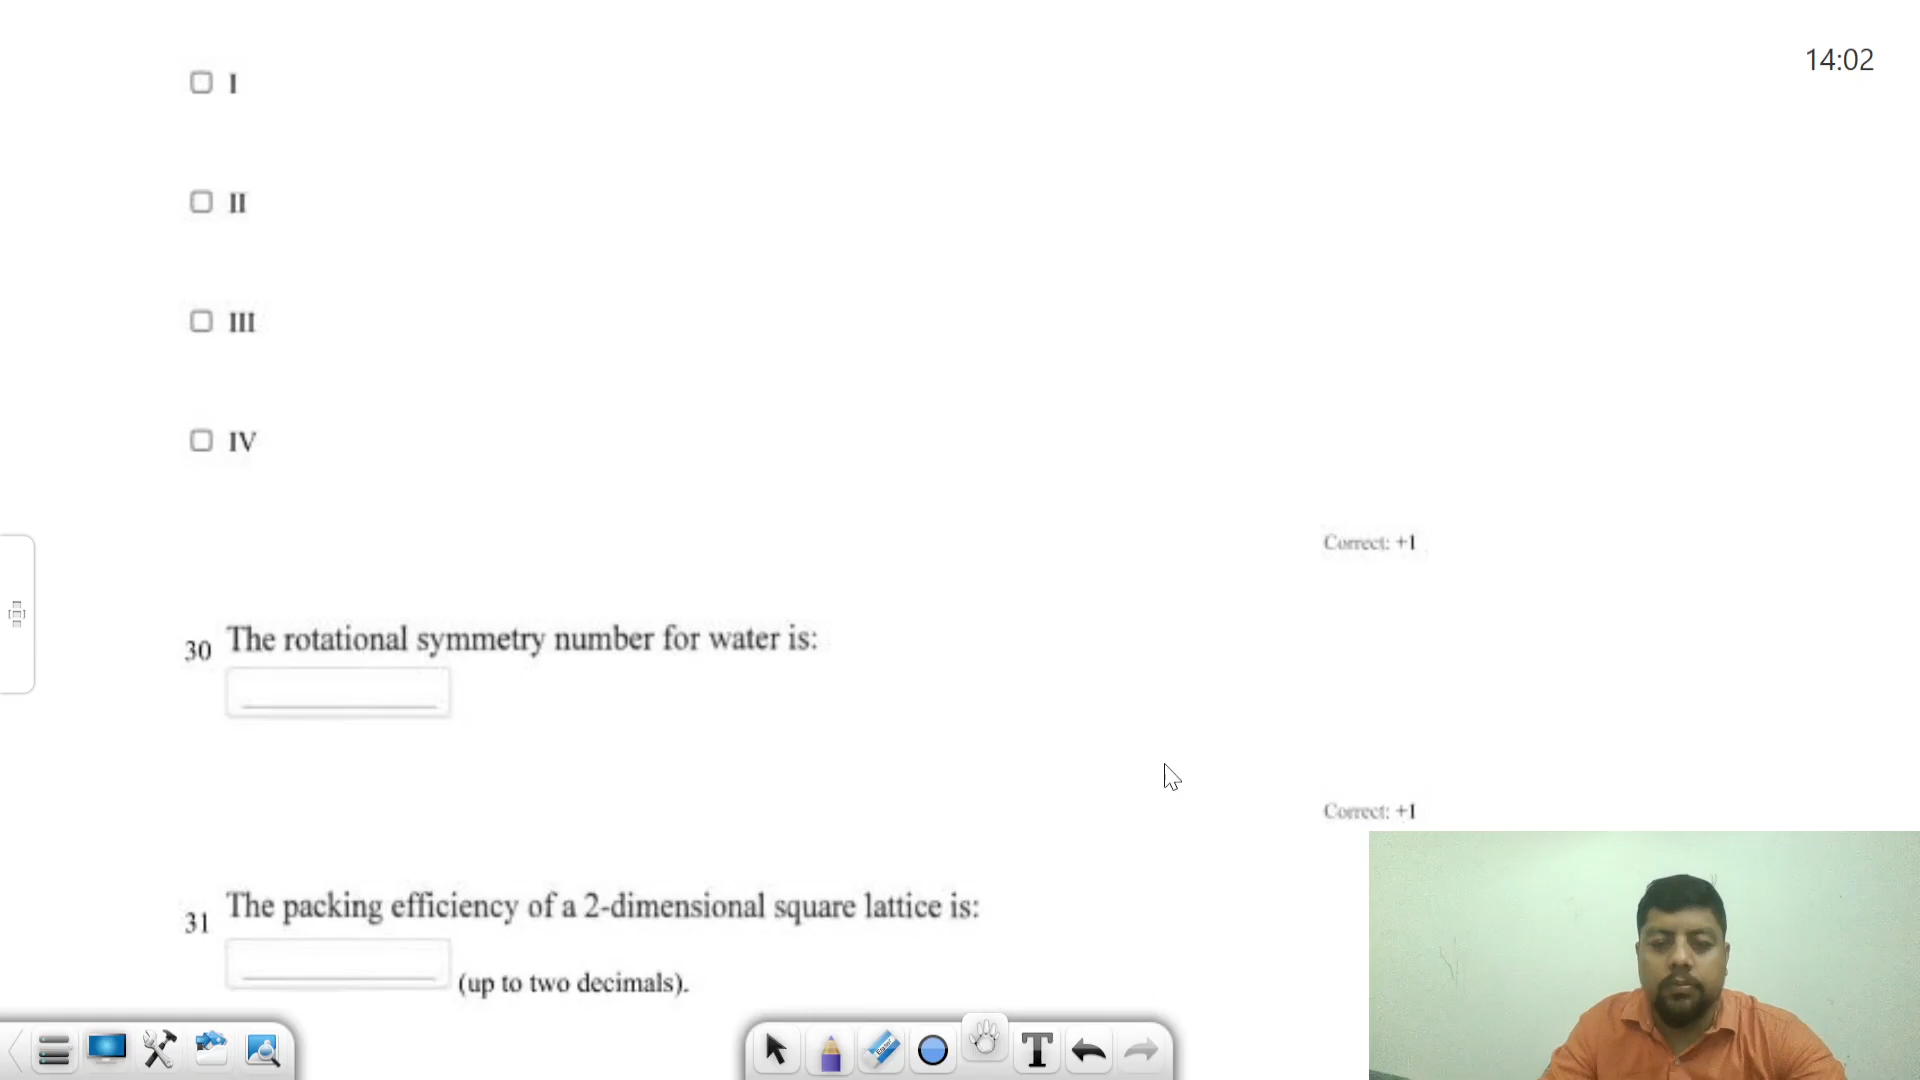 14:02
I
II
III
IV
Correct: +1
30 The rotational symmetry number for water is:
Correct: +1
31 The packing efficiency of a 2-dimensional square lattice is:
(up to two decimals).
T